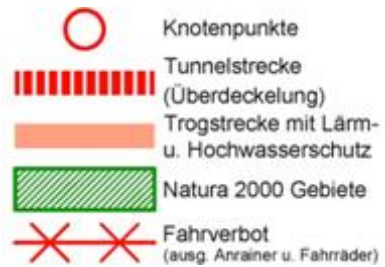 Knotenpunkte
Tunnelstrecke
(Überdeckelung)
Trogstrecke mit Lärm-
u. Hochwasserschutz
Natura 2000 Gebiete
Fahrverbot
(ausg. Anrainer u. Fahrräder)